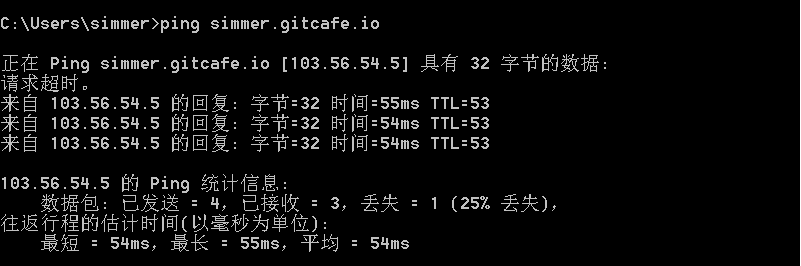 C:\Users\simmer>ping simmer.gitcafe.io
正在 Ping simmer.gitcafe.io [103.56.54.5] 具有 32 字节的数据:
请求超时。
来自 103.56.54.5 的回复: 字节=32 时间=55ms TTL=53
来自 103.56.54.5 的回复: 字节=32 时间=54ms TTL=53
来自 103.56.54.5 的回复: 字节=32 时间=54ms TTL=53
103.56.54.5 的 Ping 统计信息:
数据包: 已发送 = 4，已接收 = 3，丢失 = 1 (25% 丢失)，
往返行程的估计时间(以毫秒为单位):
最短 = 54ms，最长 = 55ms，平均 = 54ms